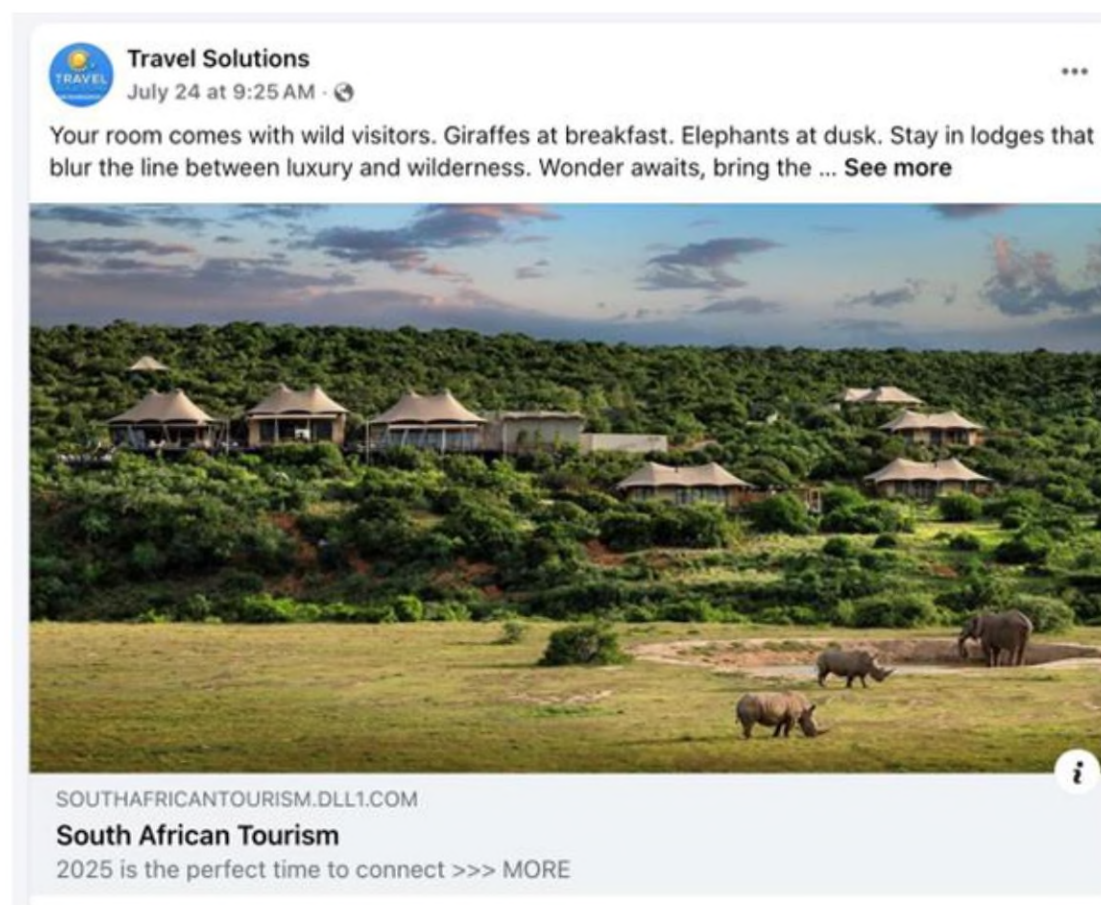 TRAVEL
Travel Solutions
July 24 at 9:25 AM ·
Your room comes with wild visitors. Giraffes at breakfast. Elephants at dusk. Stay in lodges that
blur the line between luxury and wilderness. Wonder awaits, bring the ... See more
i
SOUTHAFRICANTOURISM.DLL1.COM
South African Tourism
2025 is the perfect time to connect >>> MORE